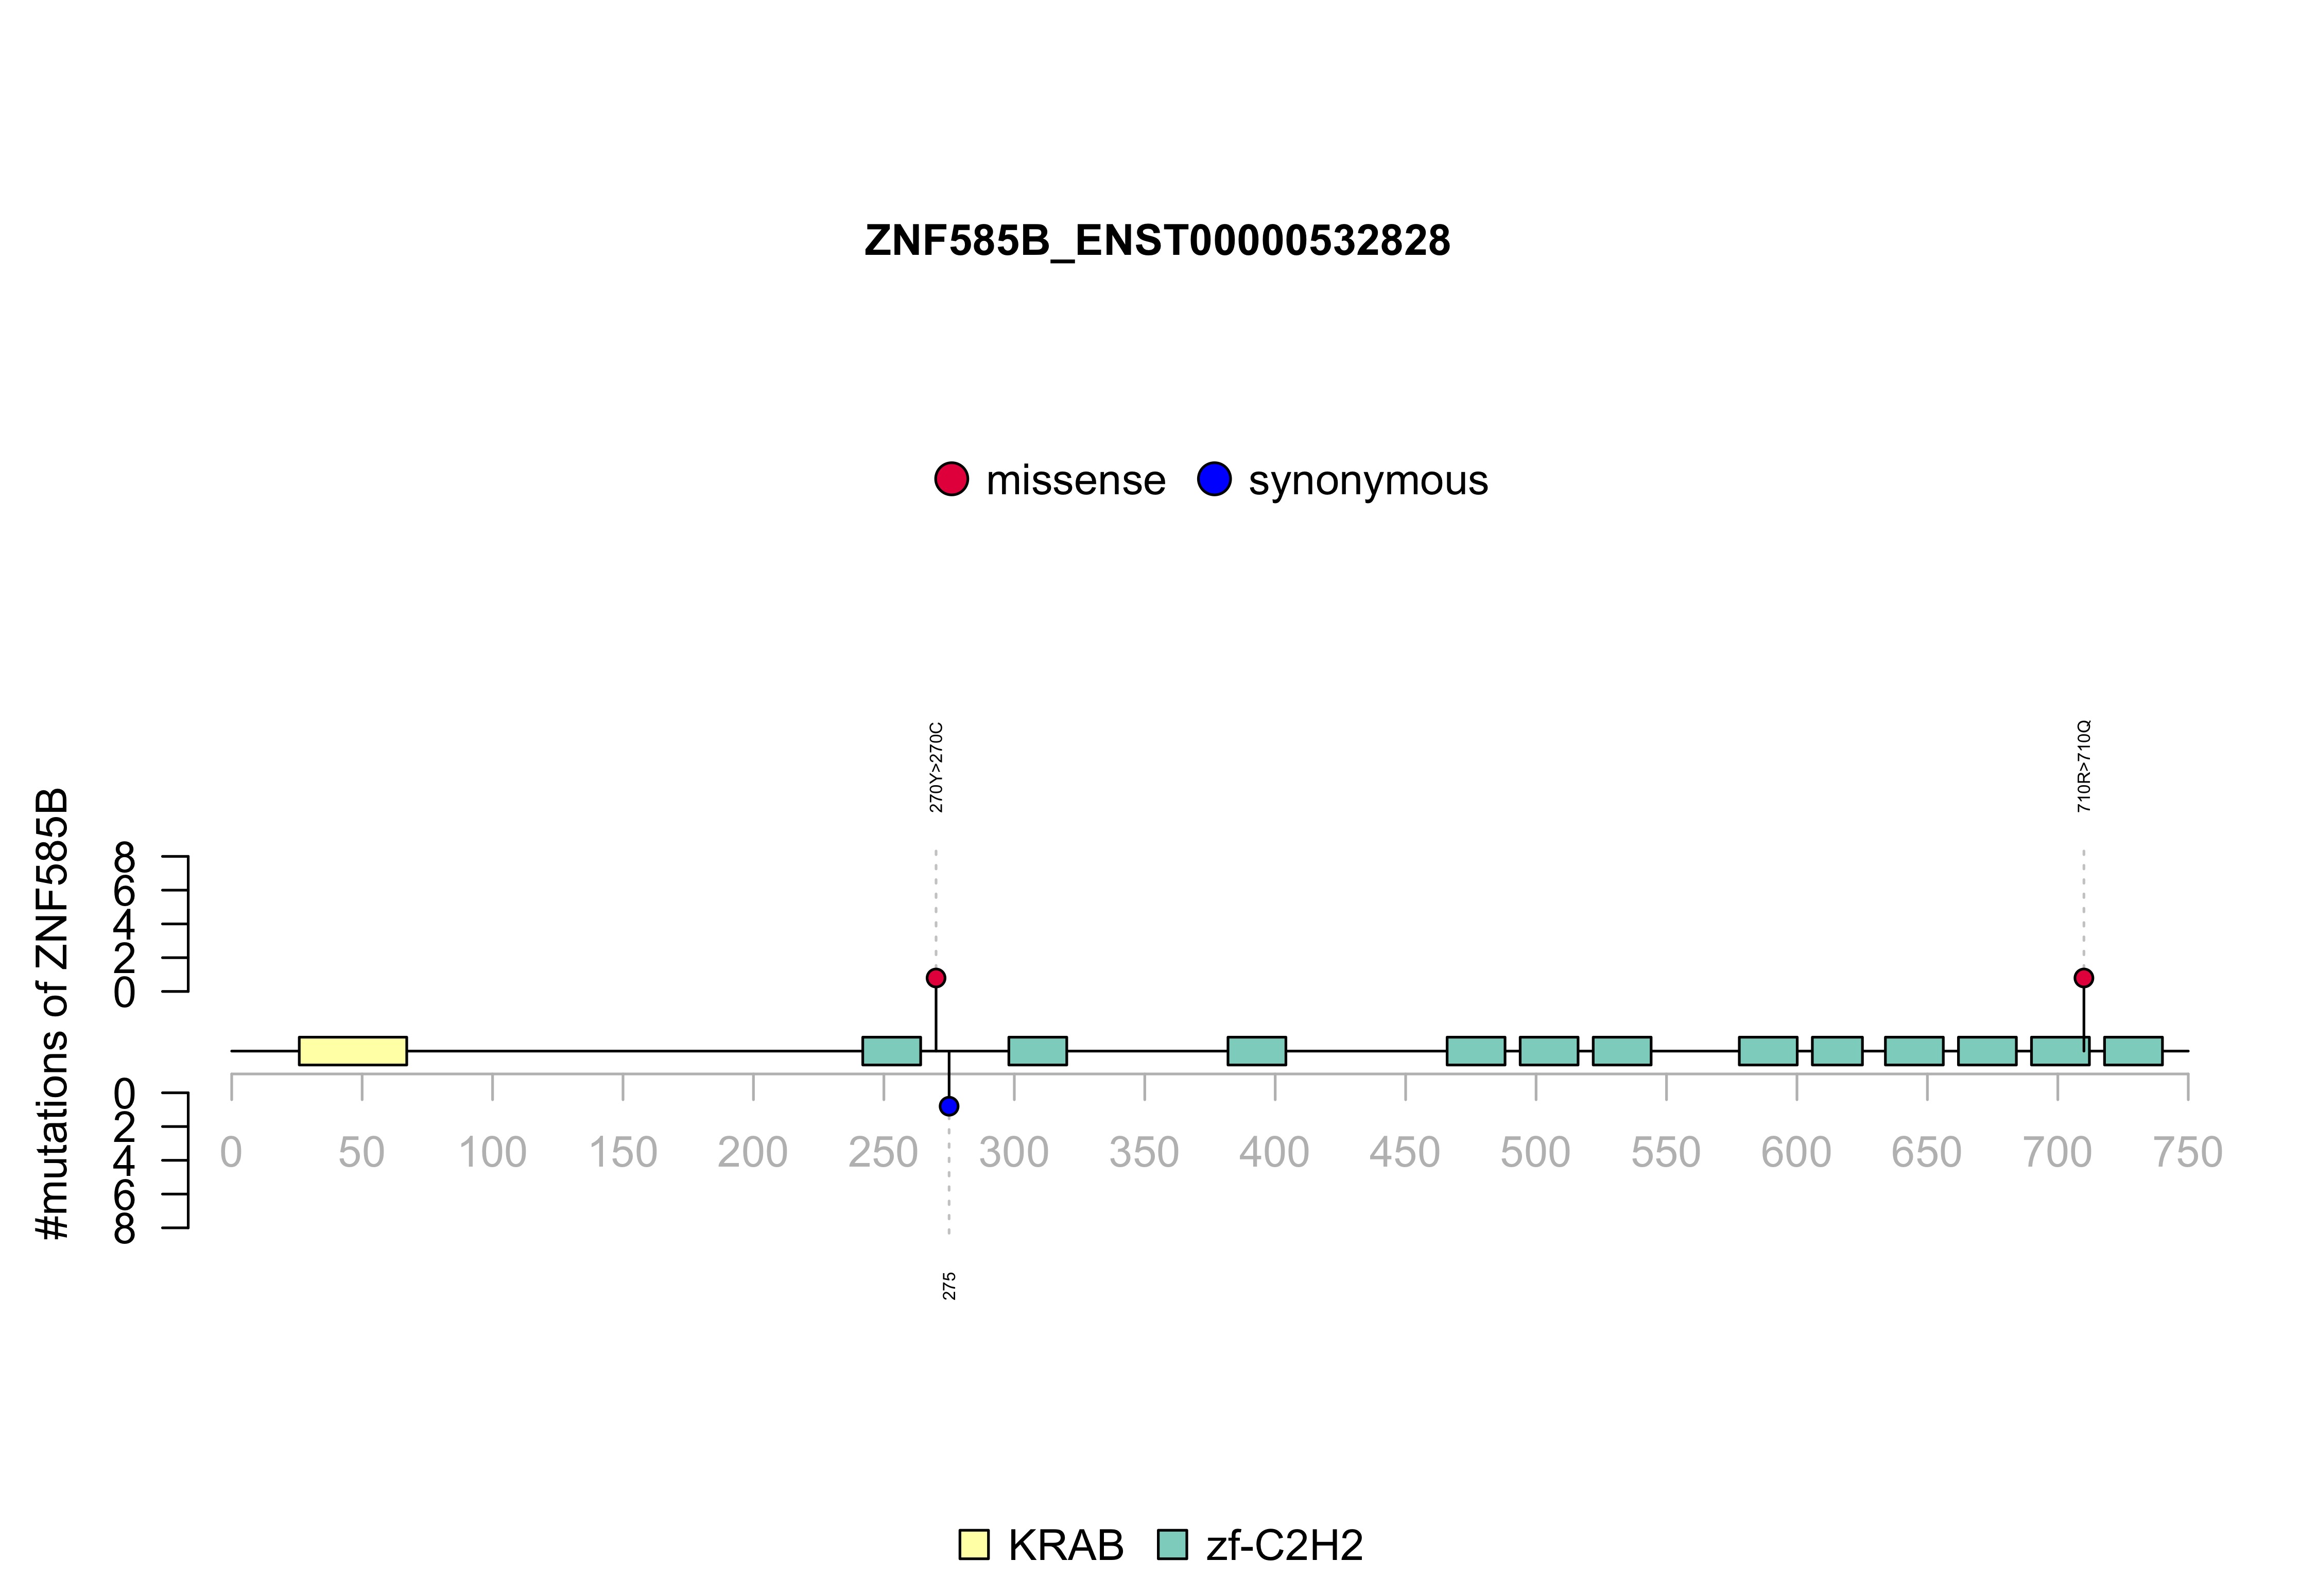 ZNF585B_ENST00000532828
missense synonymous
270Y>270C
710R>710Q
#mutations of ZNF585B
8
6
4
2
0
0
2
4
6
8
0 50 100 150 200 250 300 350 400 450 500 550 600 650 700 750
275
KRAB zf-C2H2